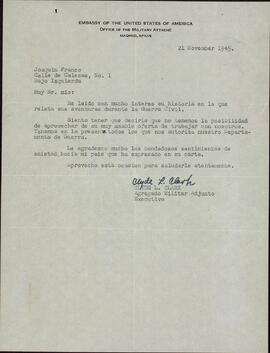 EMBASSY OF THE UNITED STATES OF AMERICA
OFFICE OF THE MILITARY ATTACHÉ
MADRID, SPAIN
21 November 1945.
Joaquin Franco
Calle de Galeses, No. 1
Bajo Izquierda
Muy Sr. mio:
He leido con mucho interes su historia en la que
relata sus aventuras durante la Guerra Civil.
Siento tener que decirle que no tenemos la posibilidad
de aprovechar de su muy amable oferta de trabajar con nosotros.
Tenemos en la presente todos los que nos autoriza nuestro Departa-
mento de Guerra.
Le agradezco mucho los bondadosos sentimientos de
amistad hacia mi pais que ha expresado en su carta.
Aprovecho esta ocasion para saludarle atentamente.
Clyde L. Clark
CLYDE L. CLARK
Agregado Militar Adjunto
Executivo